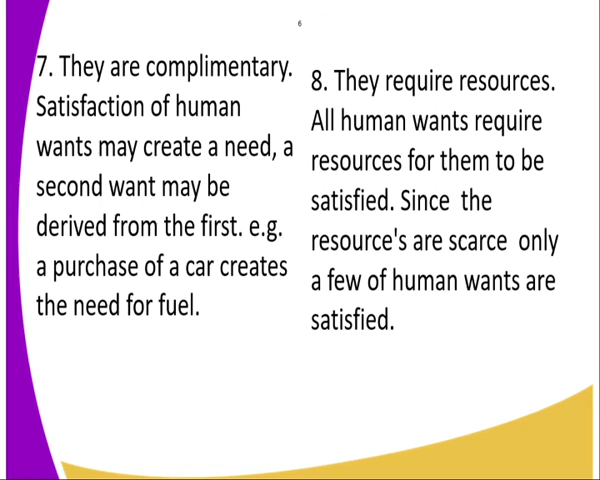 6
7. They are complimentary.
Satisfaction of human
wants may create a need, a
second want may be
derived from the first. e.g.
a purchase of a car creates
the need for fuel.
8. They require resources.
All human wants require
resources for them to be
satisfied. Since  the
resource's are scarce  only
a few of human wants are
satisfied.